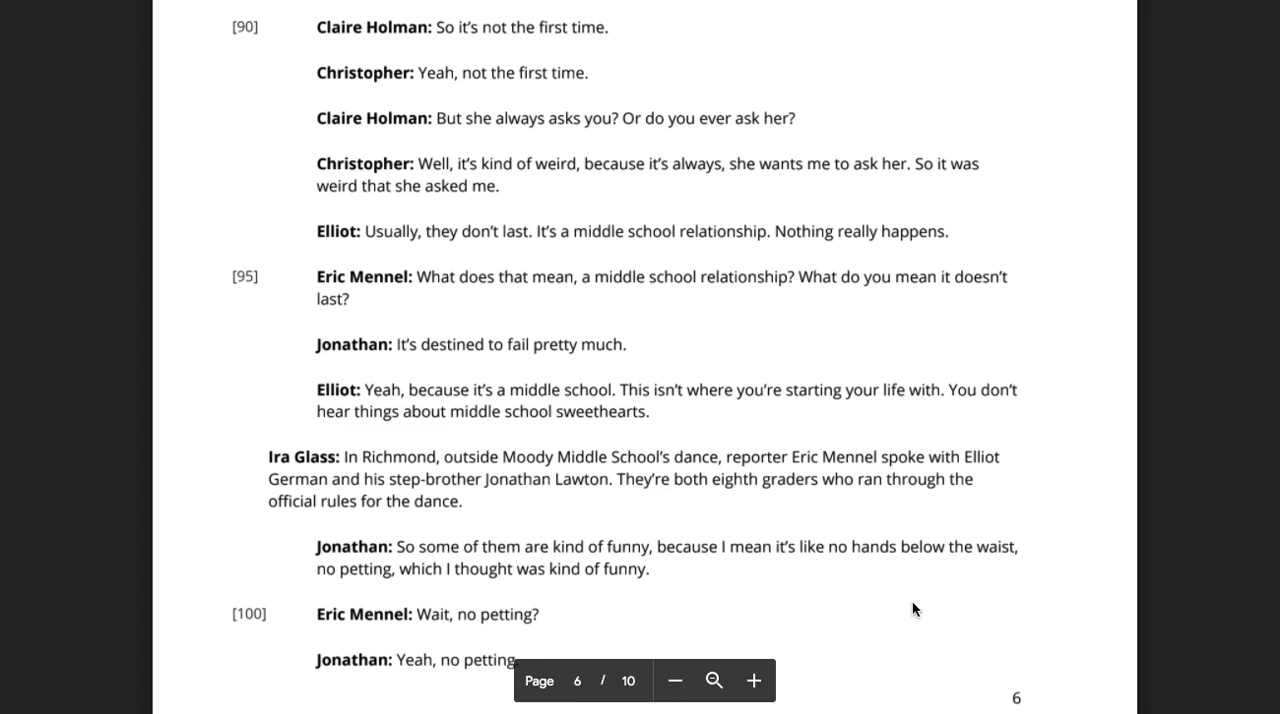 [90] Claire Holman: So it’s not the first time.
Christopher: Yeah, not the first time.
Claire Holman: But she always asks you? Or do you ever ask her?
Christopher: Well, it’s kind of weird, because it’s always, she wants me to ask her. So it was
weird that she asked me.
Elliot: Usually, they don’t last. It’s a middle school relationship. Nothing really happens.
[95] Eric Mennel: What does that mean, a middle school relationship? What do you mean it doesn’t
last?
Jonathan: It’s destined to fail pretty much.
Elliot: Yeah, because it’s a middle school. This isn’t where you’re starting your life with. You don’t
hear things about middle school sweethearts.
Ira Glass: In Richmond, outside Moody Middle School’s dance, reporter Eric Mennel spoke with Elliot
German and his step-brother Jonathan Lawton. They’re both eighth graders who ran through the
official rules for the dance.
Jonathan: So some of them are kind of funny, because I mean it’s like no hands below the waist,
no petting, which I thought was kind of funny.
[100] Eric Mennel: Wait, no petting?
Jonathan: Yeah, no petting.
Page 6 / 10
6